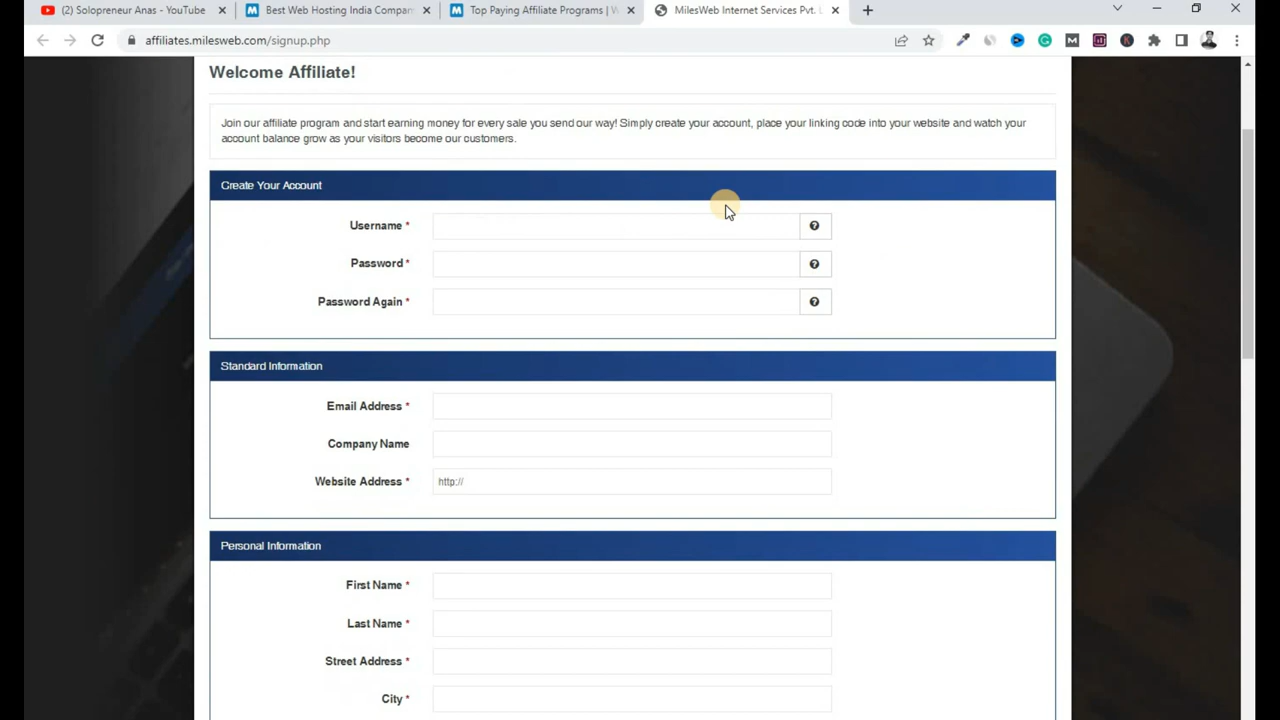 (2) Solopreneur Anas - YouTube
Best Web Hosting India Compan
Top Paying Affiliate Programs | W
MilesWeb Internet Services Pvt. L
affiliates.milesweb.com/signup.php
Welcome Affiliate!
Join our affiliate program and start earning money for every sale you send our way! Simply create your account, place your linking code into your website and watch your
account balance grow as your visitors become our customers.
Create Your Account
Username *
Password *
Password Again *
Standard Information
Email Address *
Company Name
Website Address * http://
Personal Information
First Name *
Last Name *
Street Address *
City *